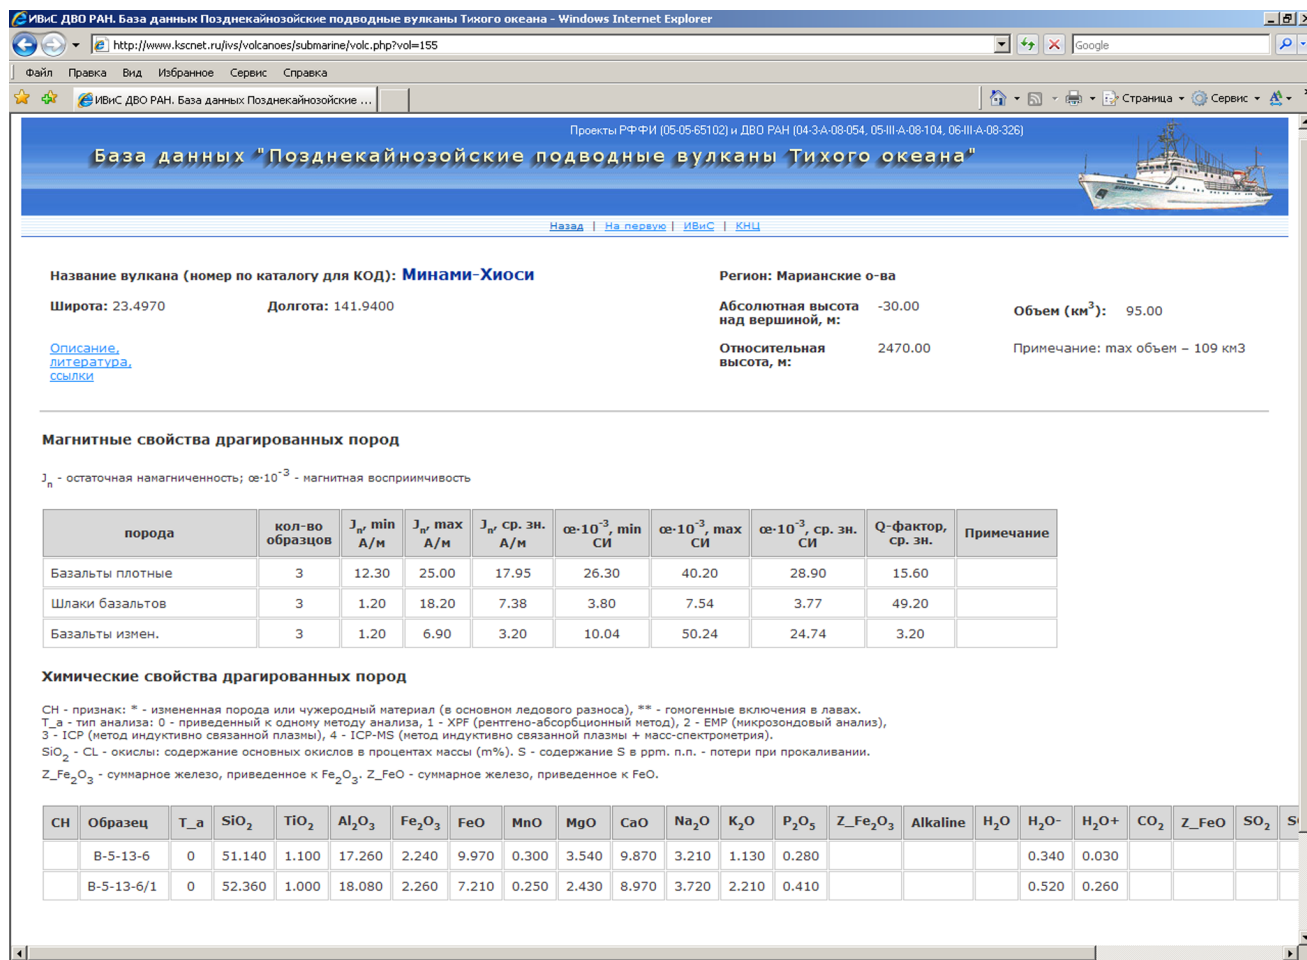 ИВиС ДВО РАН. База данных Позднекайнозойские подводные вулканы Тихого океана - Windows Internet Explorer
http://www.kscnet.ru/ivs/volcanoes/submarine/volc.php?vol=155
Google
Файл Правка Вид Избранное Сервис Справка
ИВиС ДВО РАН. База данных Позднекайнозойские ...
Страница Сервис
Проекты РФФИ (05-05-65102) и ДВО РАН (04-3-А-08-054, 05-III-А-08-104, 06-III-А-08-326)
База данных "Позднекайнозойские подводные вулканы Тихого океана"
Назад | На первую | ИВиС | КНЦ
Название вулкана (номер по каталогу для КОД): Минами-Хиоси Регион: Марианские о-ва
Широта: 23.4970 Долгота: 141.9400 Абсолютная высота -30.00 Объем (км³): 95.00
над вершиной, м:
Описание, Относительная 2470.00 Примечание: max объем – 109 км3
литература, высота, м:
ссылки
Магнитные свойства драгированных пород
Jn - остаточная намагниченность; œ·10⁻³ - магнитная восприимчивость
порода кол-во образцов Jn, min А/м Jn, max А/м Jn, ср. зн. А/м œ·10⁻³, min СИ œ·10⁻³, max СИ œ·10⁻³, ср. зн. СИ Q-фактор, ср. зн. Примечание
Базальты плотные 3 12.30 25.00 17.95 26.30 40.20 28.90 15.60
Шлаки базальтов 3 1.20 18.20 7.38 3.80 7.54 3.77 49.20
Базальты измен. 3 1.20 6.90 3.20 10.04 50.24 24.74 3.20
Химические свойства драгированных пород
СН - признак: * - измененная порода или чужеродный материал (в основном ледового разноса), ** - гомогенные включения в лавах.
Т_а - тип анализа: 0 - приведенный к одному методу анализа, 1 - XPF (рентгено-абсорбционный метод), 2 - EMP (микрозондовый анализ),
3 - ICP (метод индуктивно связанной плазмы), 4 - ICP-MS (метод индуктивно связанной плазмы + масс-спектрометрия).
SiO₂ - CL - окислы: содержание основных окислов в процентах массы (m%). S - содержание S в ppm. п.п. - потери при прокаливании.
Z_Fe₂O₃ - суммарное железо, приведенное к Fe₂O₃. Z_FeO - суммарное железо, приведенное к FeO.
СН Образец T_a SiO₂ TiO₂ Al₂O₃ Fe₂O₃ FeO MnO MgO CaO Na₂O K₂O P₂O₅ Z_Fe₂O₃ Alkaline H₂O H₂O- H₂O+ CO₂ Z_FeO SO₂
В-5-13-6 0 51.140 1.100 17.260 2.240 9.970 0.300 3.540 9.870 3.210 1.130 0.280 0.340 0.030
В-5-13-6/1 0 52.360 1.000 18.080 2.260 7.210 0.250 2.430 8.970 3.720 2.210 0.410 0.520 0.260